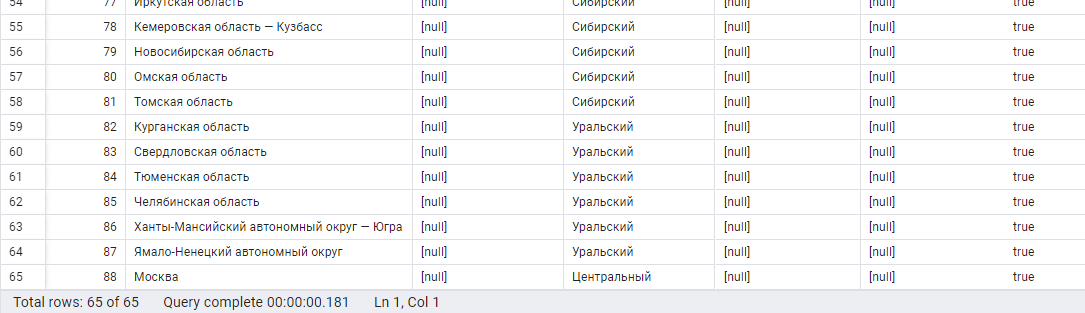 54 77 Иркутская область [null] Сибирский [null] [null] true
55 78 Кемеровская область — Кузбасс [null] Сибирский [null] [null] true
56 79 Новосибирская область [null] Сибирский [null] [null] true
57 80 Омская область [null] Сибирский [null] [null] true
58 81 Томская область [null] Сибирский [null] [null] true
59 82 Курганская область [null] Уральский [null] [null] true
60 83 Свердловская область [null] Уральский [null] [null] true
61 84 Тюменская область [null] Уральский [null] [null] true
62 85 Челябинская область [null] Уральский [null] [null] true
63 86 Ханты-Мансийский автономный округ — Югра [null] Уральский [null] [null] true
64 87 Ямало-Ненецкий автономный округ [null] Уральский [null] [null] true
65 88 Москва [null] Центральный [null] [null] true
Total rows: 65 of 65 Query complete 00:00:00.181 Ln 1, Col 1